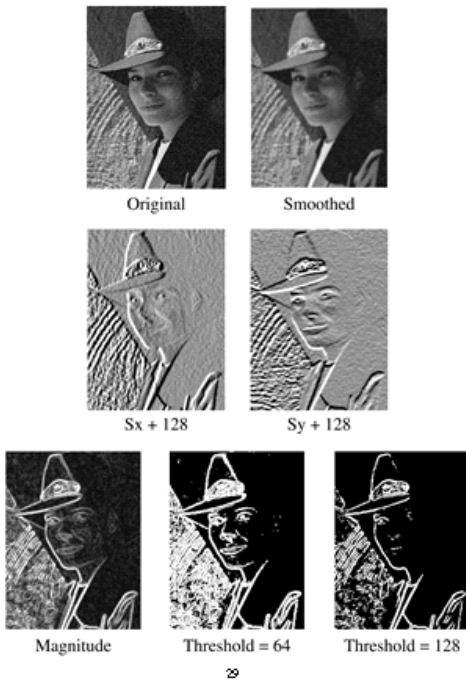 Original Smoothed
Sx + 128 Sy + 128
Magnitude Threshold = 64 Threshold = 128
29